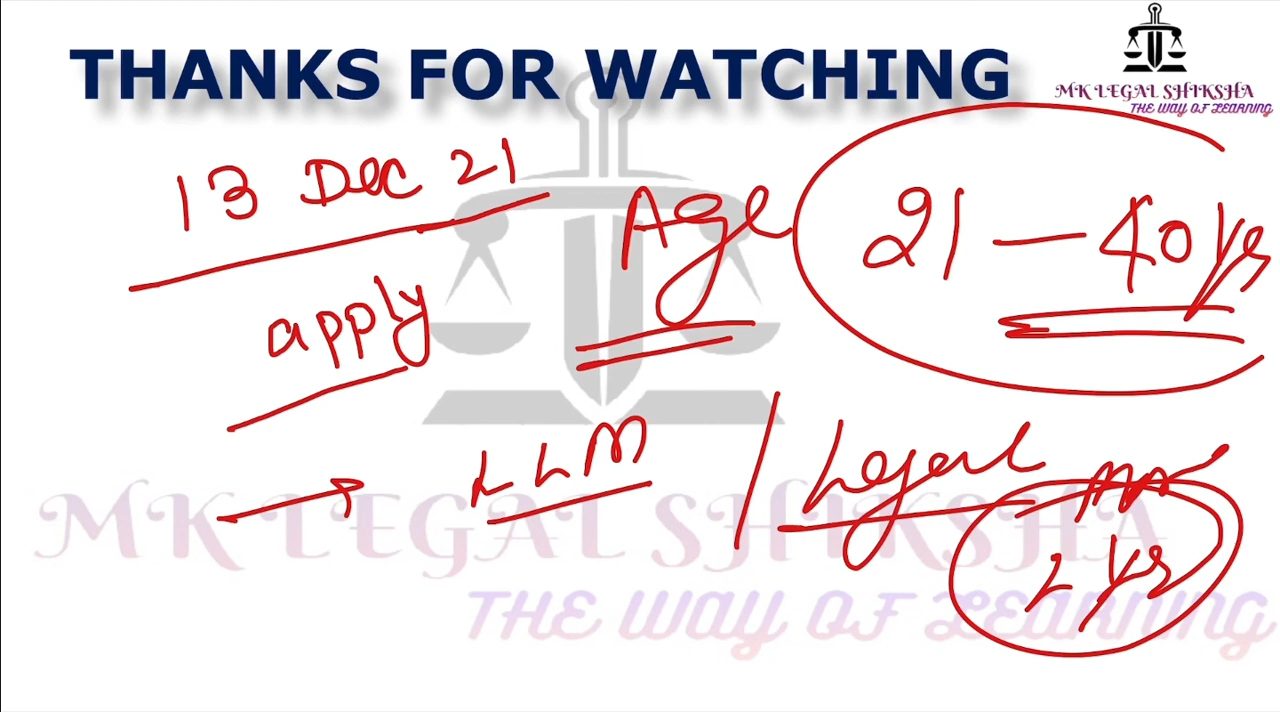 THANKS FOR WATCHING
MK LEGAL SHIKSHA
THE WAY OF LEARNING
13 Dec 21
Age
21 - 40 Yrs
apply
→ LLM / Legal
2 Yrs
MK LEGAL SHIKSHA
THE WAY OF LEARNING